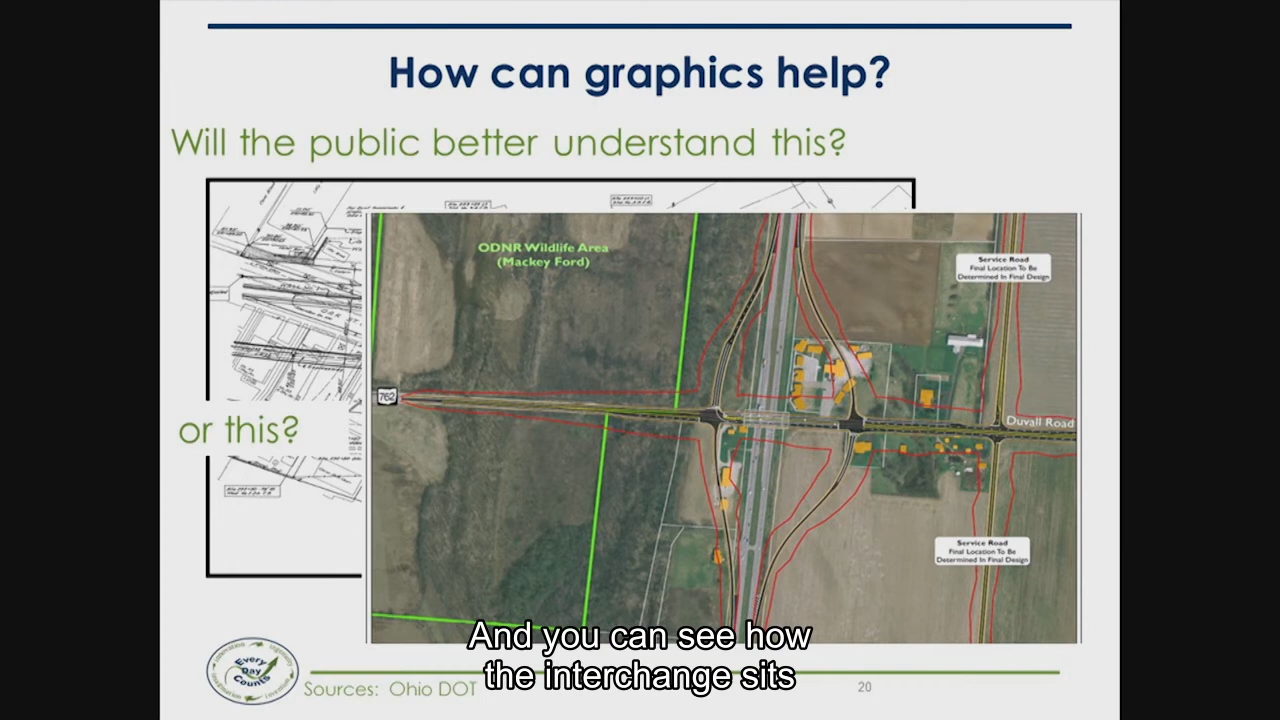 How can graphics help?
Will the public better understand this?
ODNR Wildlife Area
(Mackey Ford)
Service Road
Final Location To Be
Determined In Final Design
762
Duvall Road
or this?
Service Road
Final Location To Be
Determined In Final Design
And you can see how
the interchange sits
Every
Day
Counts
Sources: Ohio DOT
20